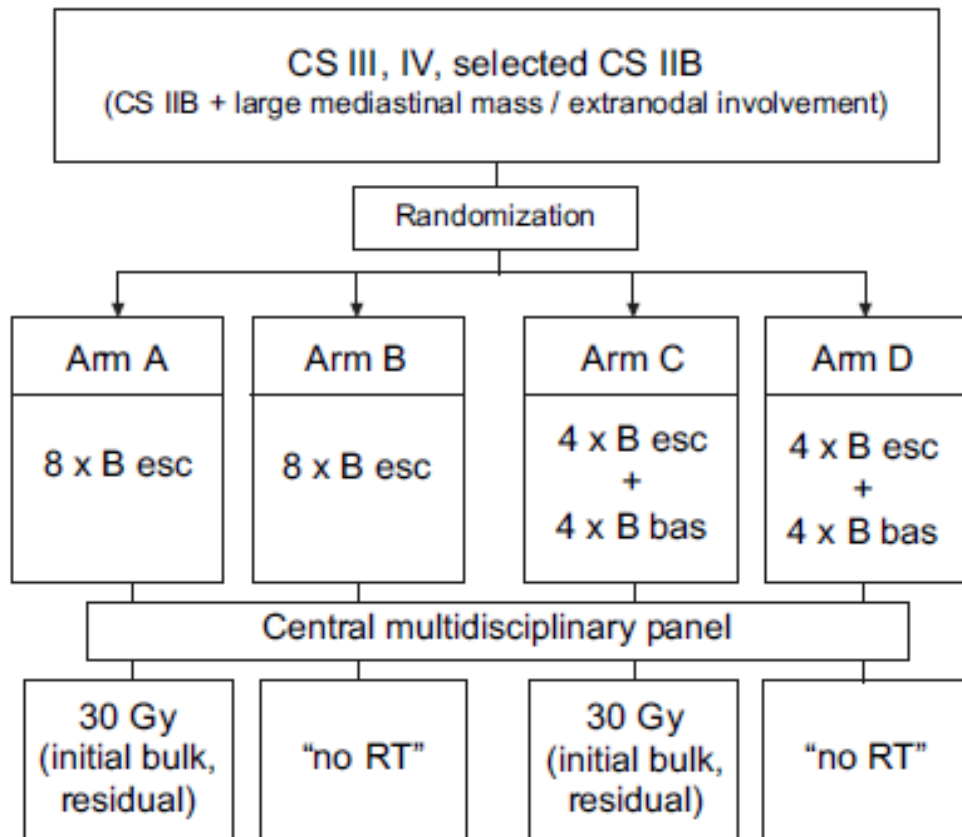 CS III, IV, selected CS IIB
(CS IIB + large mediastinal mass / extranodal involvement)
Randomization
Arm A
Arm B
Arm C
Arm D
8 x B esc
8 x B esc
4 x B esc
+
4 x B bas
4 x B esc
+
4 x B bas
Central multidisciplinary panel
30 Gy
(initial bulk,
residual)
“no RT”
30 Gy
(initial bulk,
residual)
“no RT”